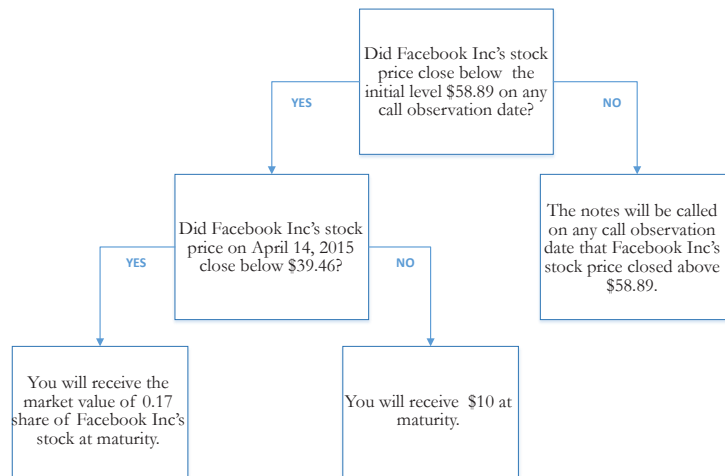 Did Facebook Inc's stock
price close below the
initial level $58.89 on any
call observation date?
YES
NO
Did Facebook Inc's stock
price on April 14, 2015
close below $39.46?
The notes will be called
on any call observation
date that Facebook Inc's
stock price closed above
$58.89.
YES
NO
You will receive the
market value of 0.17
share of Facebook Inc's
stock at maturity.
You will receive $10 at
maturity.